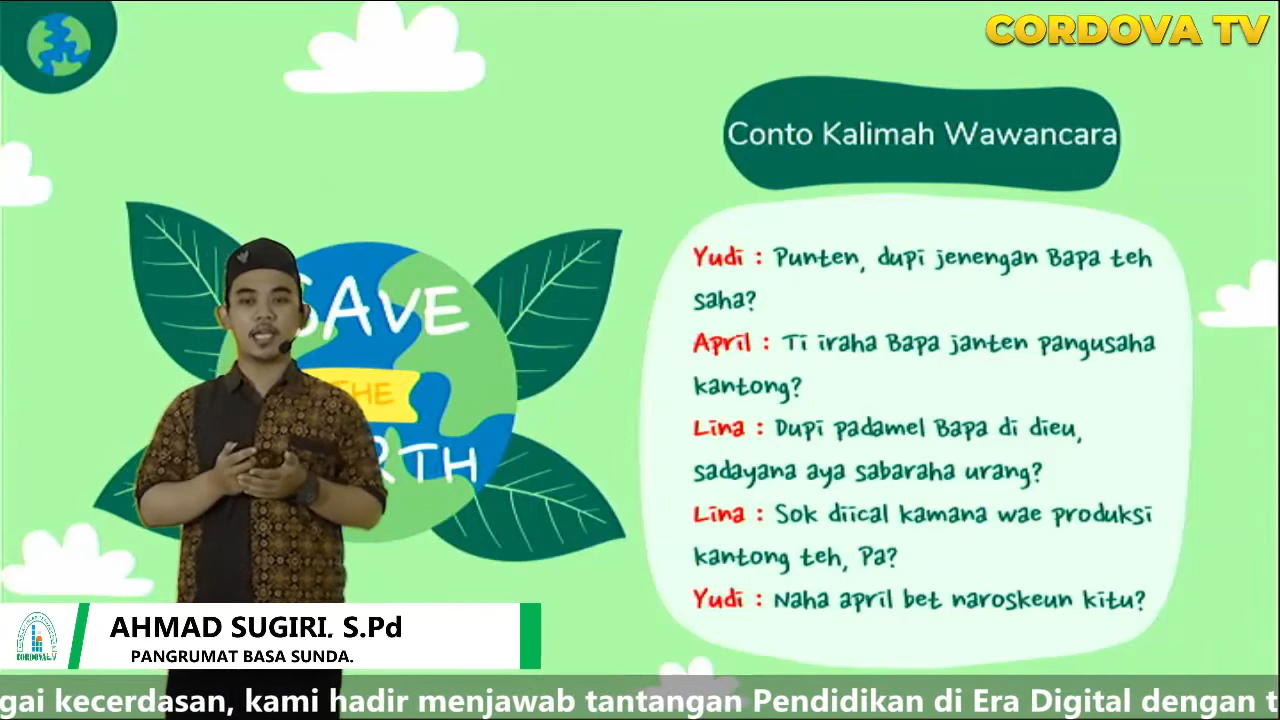 CORDOVA TV
Conto Kalimah Wawancara
Yudi : Punten, dupi jenengan Bapa teh
saha?
April : Ti iraha Bapa janten pangusaha
kantong?
Lina : Dupi padamel Bapa di dieu,
sadayana aya sabaraha urang?
Lina : Sok diical kamana wae produksi
kantong teh, Pa?
Yudi : Naha april bet naroskeun kitu?
SAVE
THE
RTH
AHMAD SUGIRI. S.Pd
PANGRUMAT BASA SUNDA.
CORDOVA TV
gai kecerdasan, kami hadir menjawab tantangan Pendidikan di Era Digital dengan t